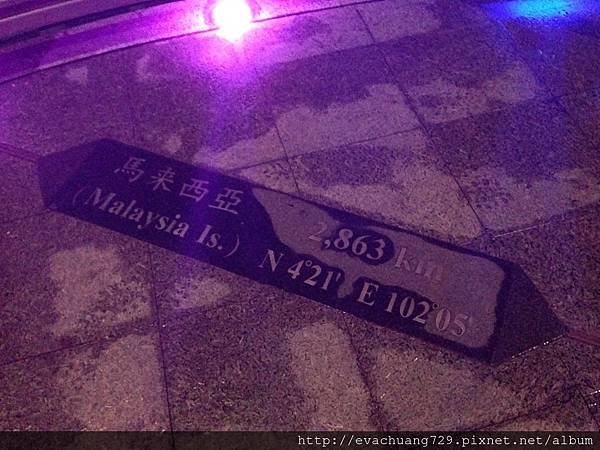 馬来西亞 2,863 km
(Malaysia Is.) N 4°21' E 102°05'
http://evachuang729.pixnet.net/album